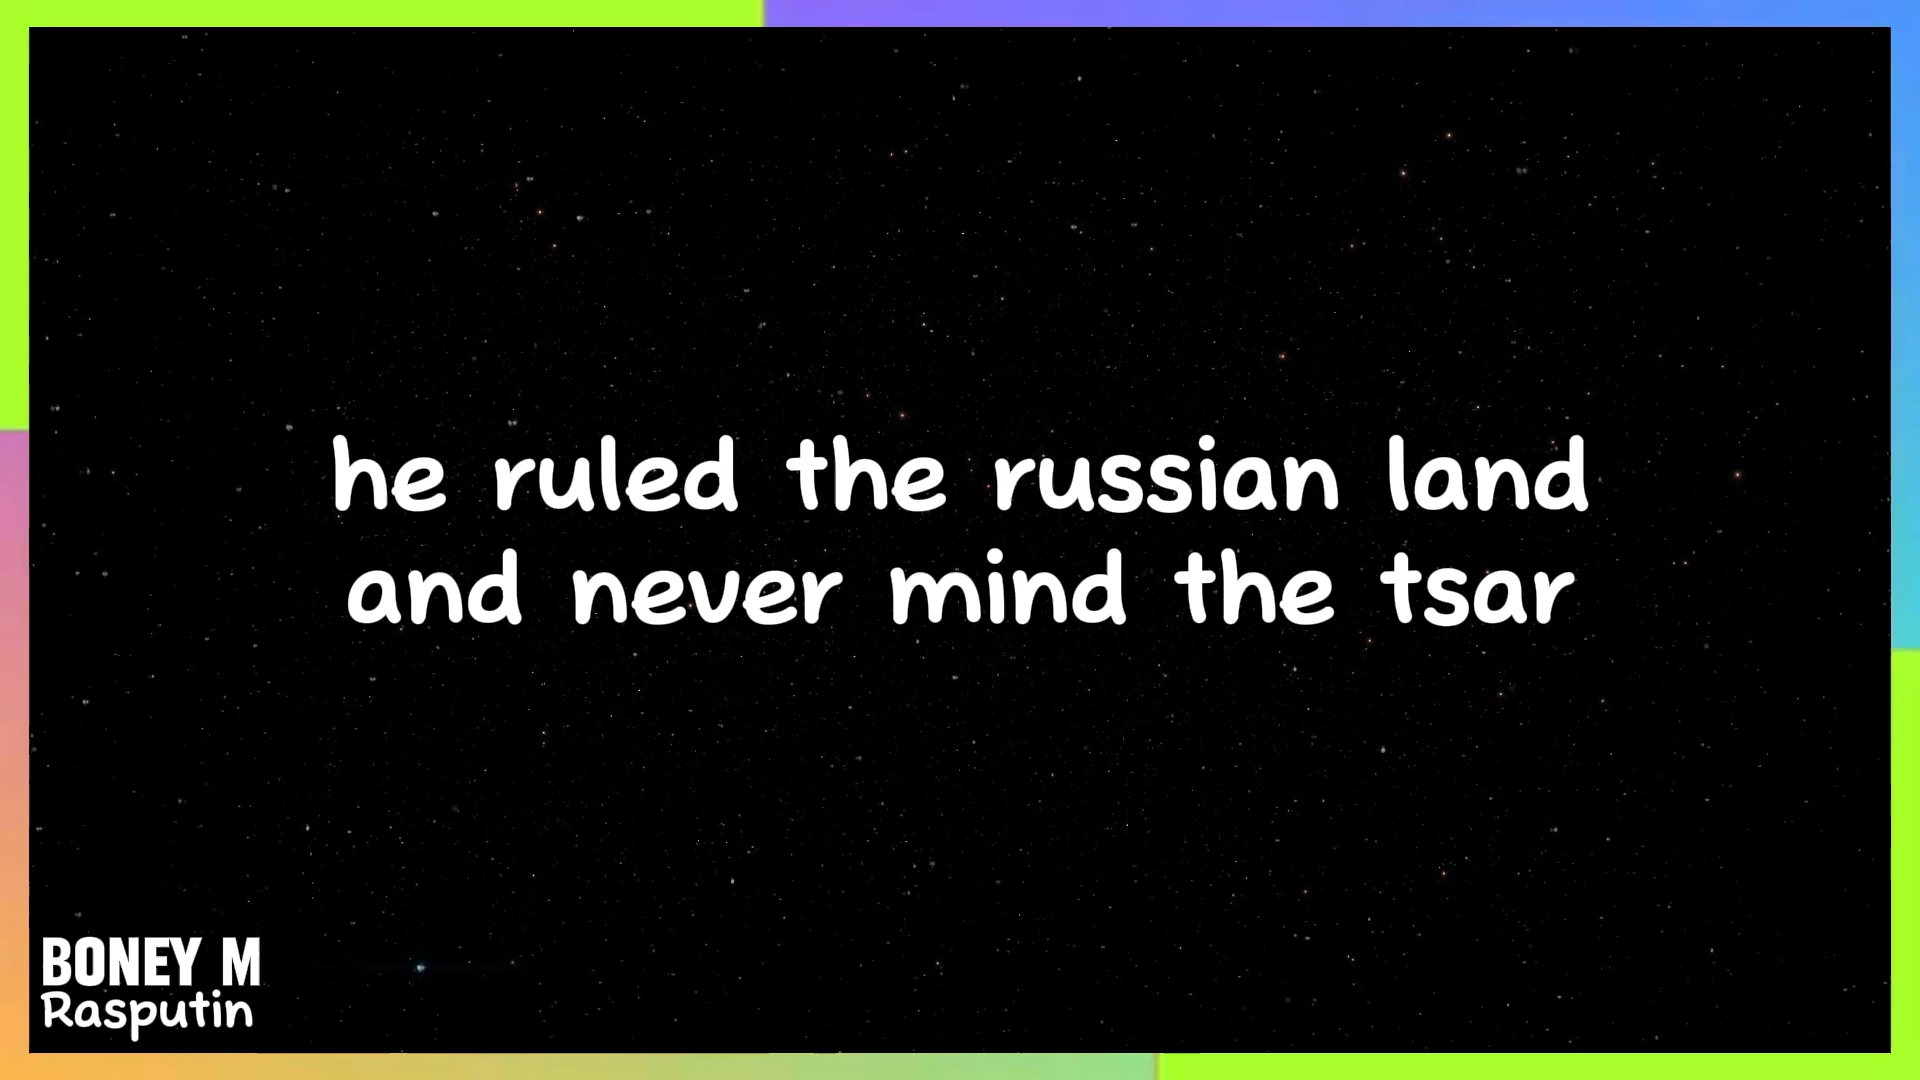 he ruled the russian land
and never mind the tsar
BONEY M
Rasputin